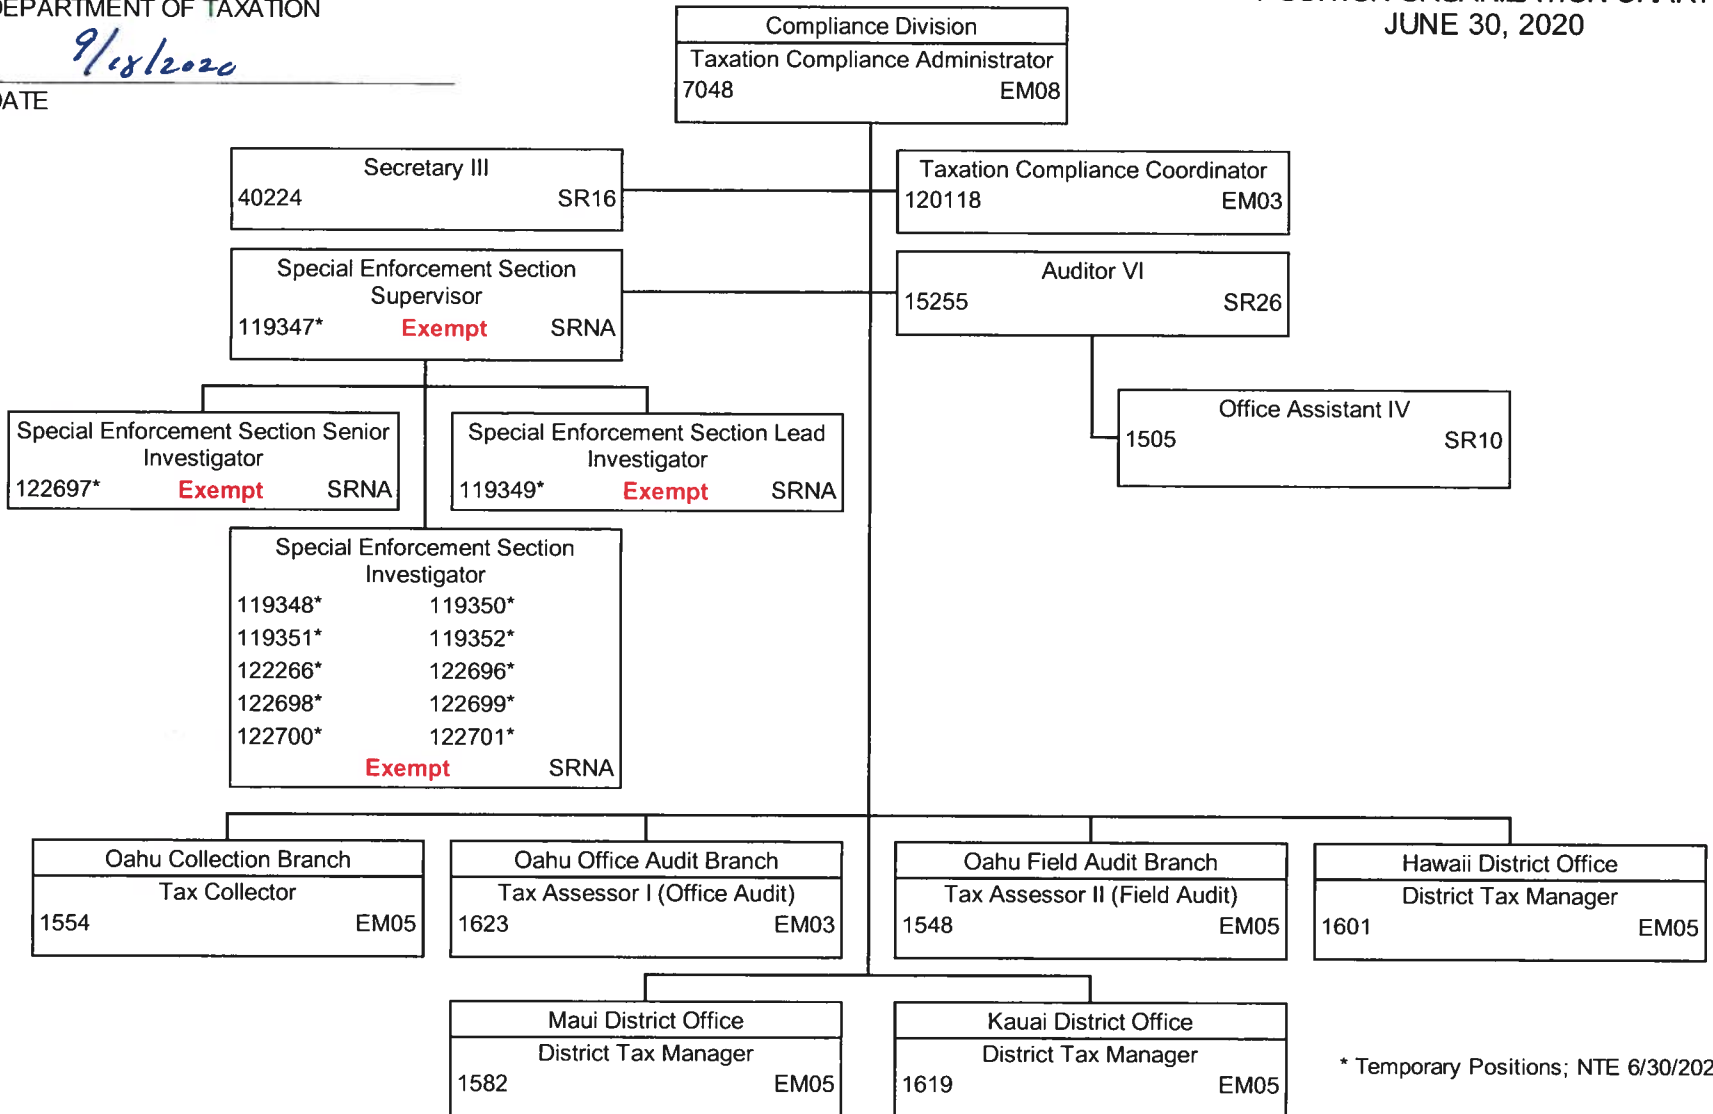 DEPARTMENT OF TAXATION
9/18/2020
DATE
POSITION ORGANIZATION CHART
JUNE 30, 2020
Compliance Division
Taxation Compliance Administrator
7048 EM08
Secretary III
40224 SR16
Taxation Compliance Coordinator
120118 EM03
Special Enforcement Section
Supervisor
119347* Exempt SRNA
Auditor VI
15255 SR26
Office Assistant IV
1505 SR10
Special Enforcement Section Senior
Investigator
122697* Exempt SRNA
Special Enforcement Section Lead
Investigator
119349* Exempt SRNA
Special Enforcement Section
Investigator
119348* 119350*
119351* 119352*
122266* 122696*
122698* 122699*
122700* 122701*
Exempt SRNA
Oahu Collection Branch
Tax Collector
1554 EM05
Oahu Office Audit Branch
Tax Assessor I (Office Audit)
1623 EM03
Oahu Field Audit Branch
Tax Assessor II (Field Audit)
1548 EM05
Hawaii District Office
District Tax Manager
1601 EM05
Maui District Office
District Tax Manager
1582 EM05
Kauai District Office
District Tax Manager
1619 EM05
* Temporary Positions; NTE 6/30/202